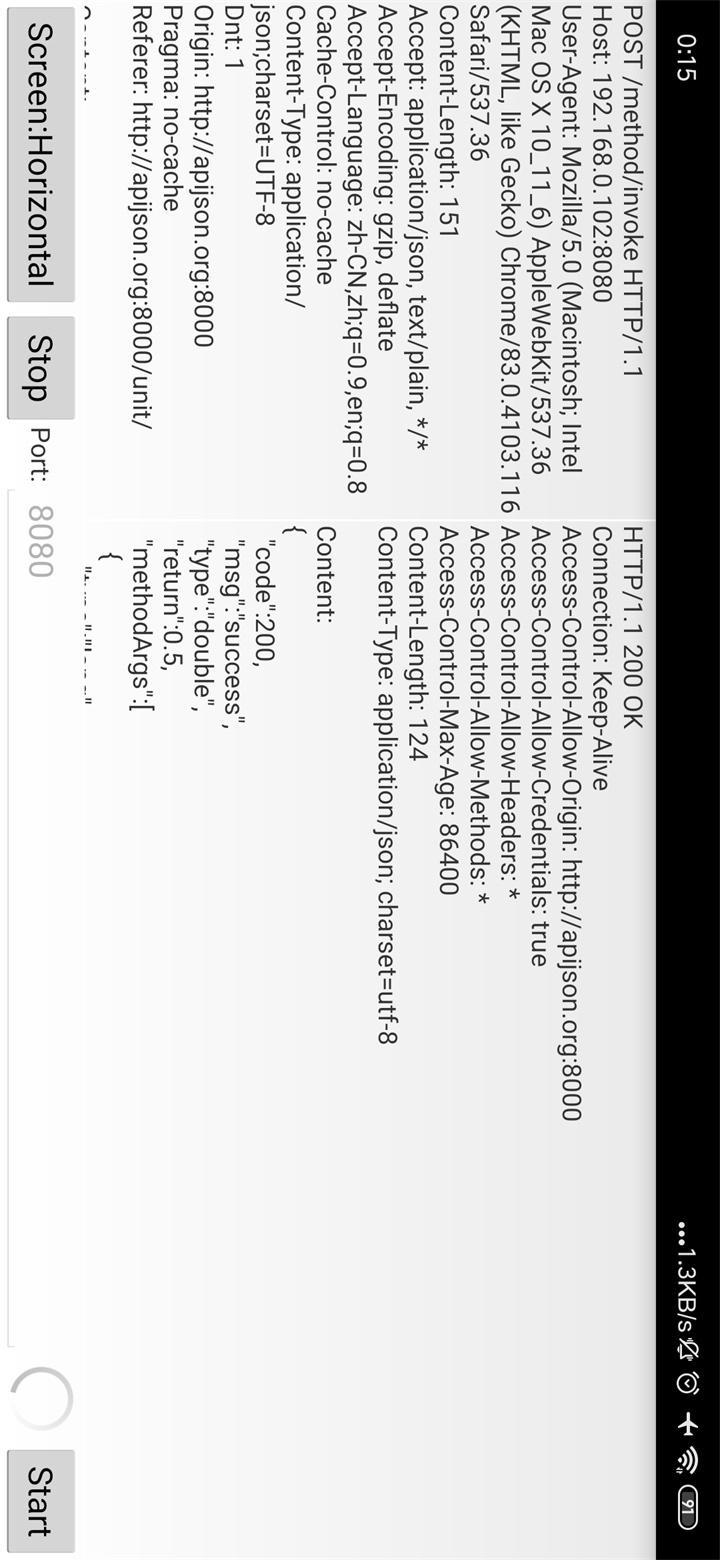 0:15
...1.3KB/s
91
POST /method/invoke HTTP/1.1
Host: 192.168.0.102:8080
User-Agent: Mozilla/5.0 (Macintosh; Intel
Mac OS X 10_11_6) AppleWebKit/537.36
(KHTML, like Gecko) Chrome/83.0.4103.116
Safari/537.36
Content-Length: 151
Accept: application/json, text/plain, */*
Accept-Encoding: gzip, deflate
Accept-Language: zh-CN,zh;q=0.9,en;q=0.8
Cache-Control: no-cache
Content-Type: application/
json;charset=UTF-8
Dnt: 1
Origin: http://apijson.org:8000
Pragma: no-cache
Referer: http://apijson.org:8000/unit/
HTTP/1.1 200 OK
Connection: Keep-Alive
Access-Control-Allow-Origin: http://apijson.org:8000
Access-Control-Allow-Credentials: true
Access-Control-Allow-Headers: *
Access-Control-Allow-Methods: *
Access-Control-Max-Age: 86400
Content-Length: 124
Content-Type: application/json; charset=utf-8
Content:
{
"code":200,
"msg":"success",
"type":"double",
"return":0.5,
"methodArgs":[
{
Screen:Horizontal
Stop
Port:
8080
Start